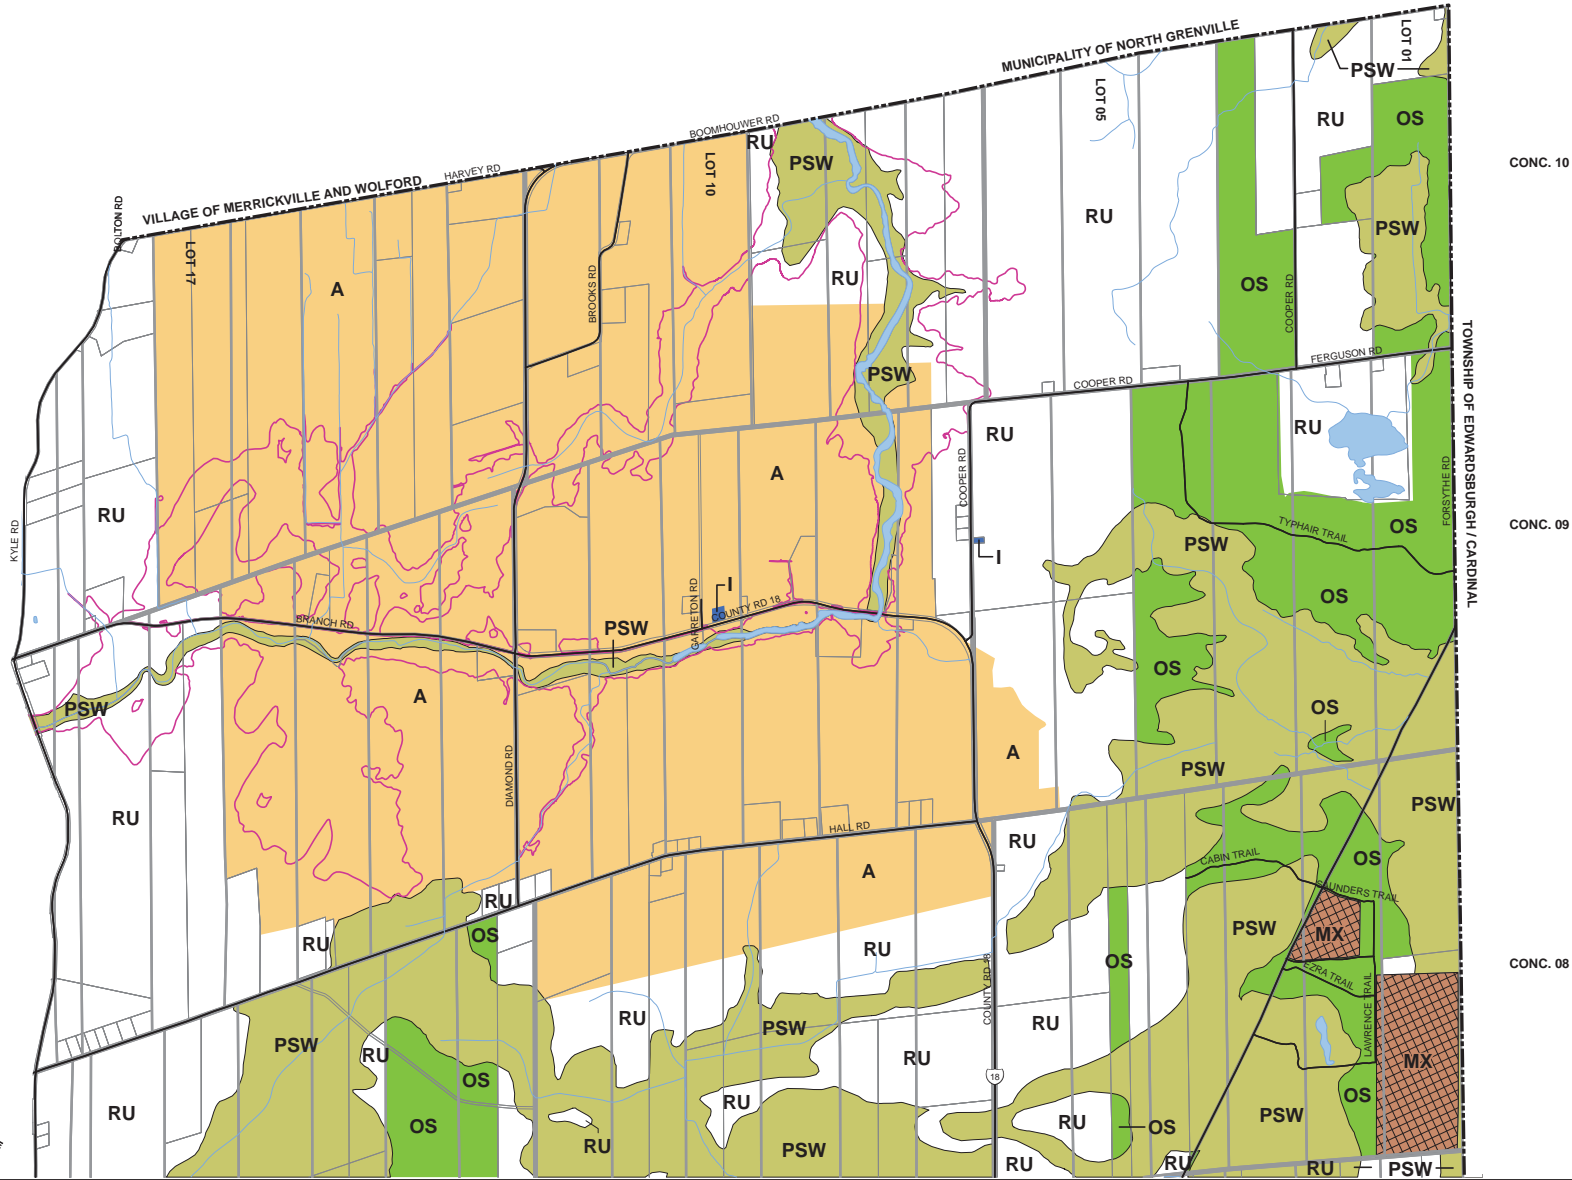 MUNICIPALITY OF NORTH GRENVILLE
LOT 01
PSW
LOT 05
RU
OS
BOOMHOUWER RD
RU
PSW
CONC. 10
HARVEY RD
LOT 10
VILLAGE OF MERRICKVILLE AND WOLFORD
BOLTON RD
LOT 17
RU
PSW
A
BROOKS RD
RU
OS
COOPER RD
TOWNSHIP OF EDWARDSBURGH / CARDINAL
FERGUSON RD
PSW
COOPER RD
RU
RU
A
COOPER RD
FORSYTHE RD
RU
KYLE RD
TYPHAIR TRAIL
OS
CONC. 09
PSW
I
I
GARRETON RD
COUNTY RD 18
OS
BRANCH RD
PSW
OS
A
PSW
OS
DIAMOND RD
A
PSW
RU
PSW
HALL RD
RU
CABIN TRAIL
OS
A
SAUNDERS TRAIL
RU
OS
RU
RU
PSW
MX
OS
CONC. 08
EZRA TRAIL
COUNTY RD 18
LAWRENCE TRAIL
RU
PSW
RU
PSW
RU
RU
MX
18
OS
OS
RU
PSW
RU
RU
OS
OS
RU
PSW
RU
RU
RU
PSW